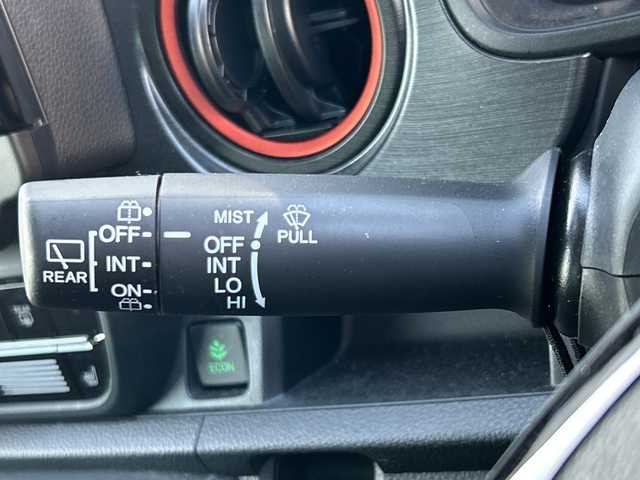 OFF
INT
ON
REAR
MIST
OFF
INT
LO
HI
PULL
ECON